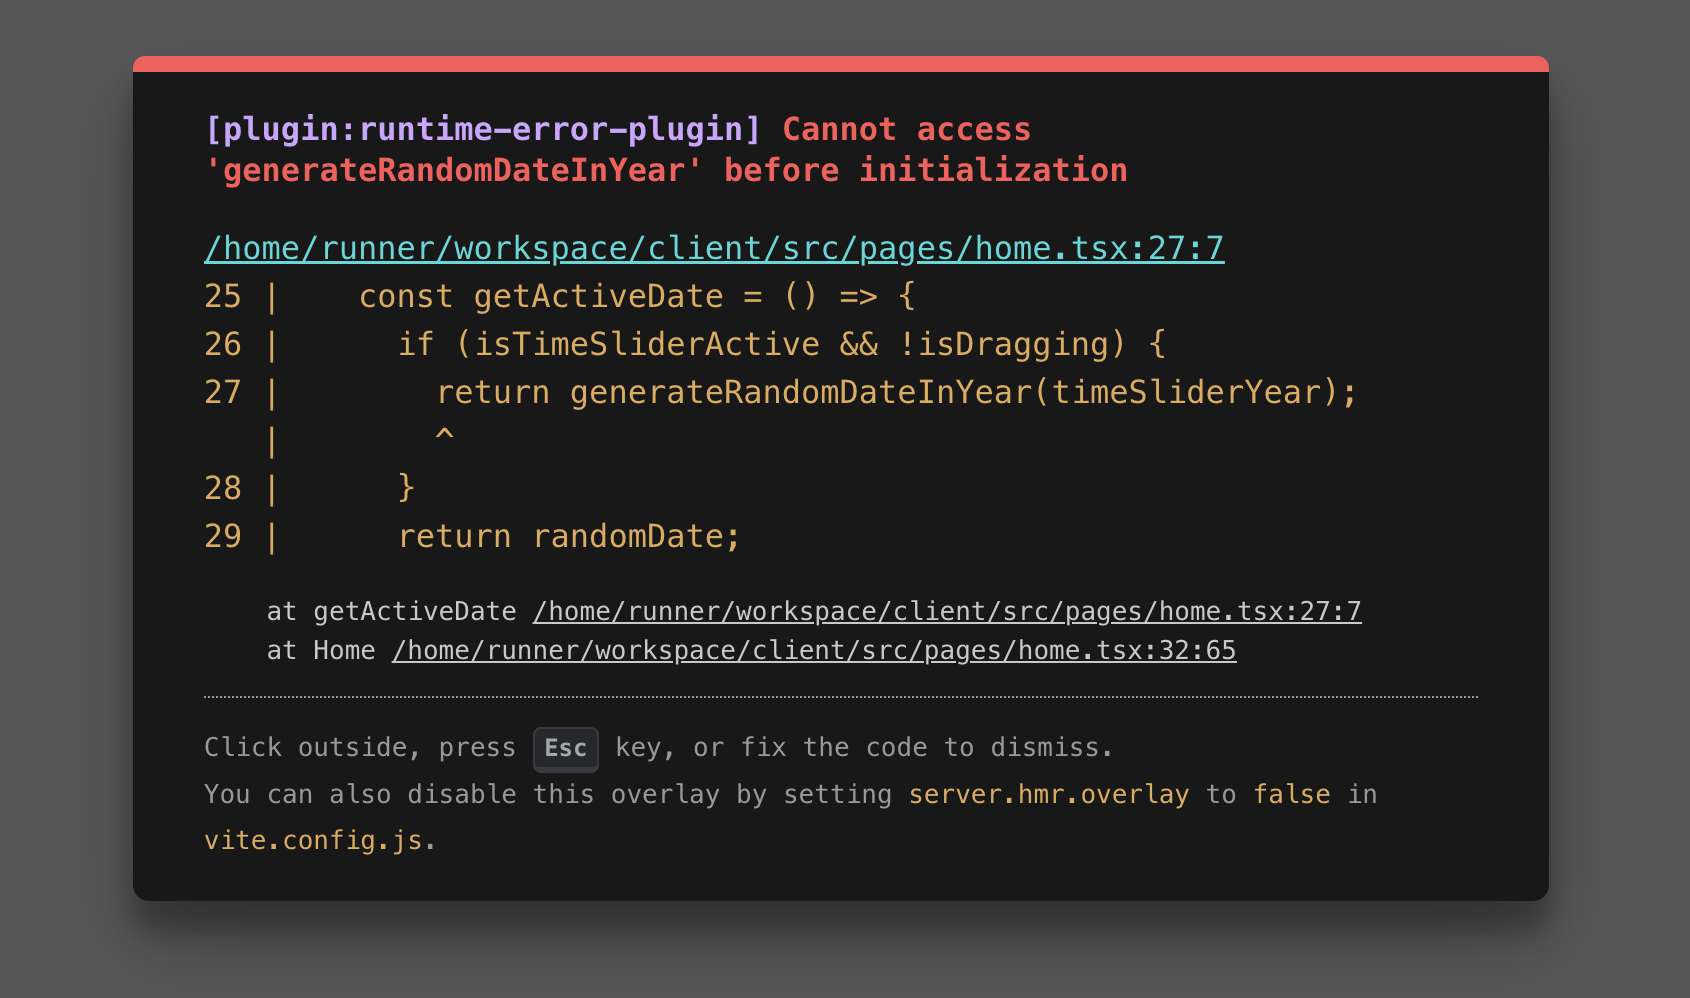 [plugin:runtime-error-plugin] Cannot access
'generateRandomDateInYear' before initialization
/home/runner/workspace/client/src/pages/home.tsx:27:7
25 |    const getActiveDate = () => {
26 |      if (isTimeSliderActive && !isDragging) {
27 |        return generateRandomDateInYear(timeSliderYear);
   |        ^
28 |      }
29 |      return randomDate;
    at getActiveDate /home/runner/workspace/client/src/pages/home.tsx:27:7
    at Home /home/runner/workspace/client/src/pages/home.tsx:32:65
Click outside, press Esc key, or fix the code to dismiss.
You can also disable this overlay by setting server.hmr.overlay to false in
vite.config.js.